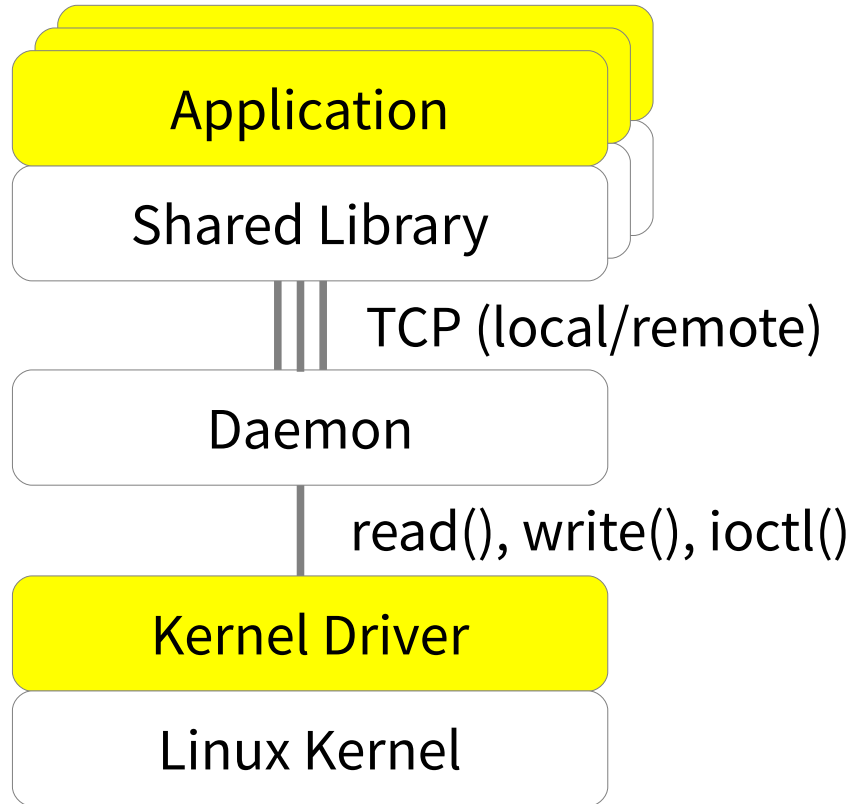 Application
Shared Library
TCP (local/remote)
Daemon
read(), write(), ioctl()
Kernel Driver
Linux Kernel